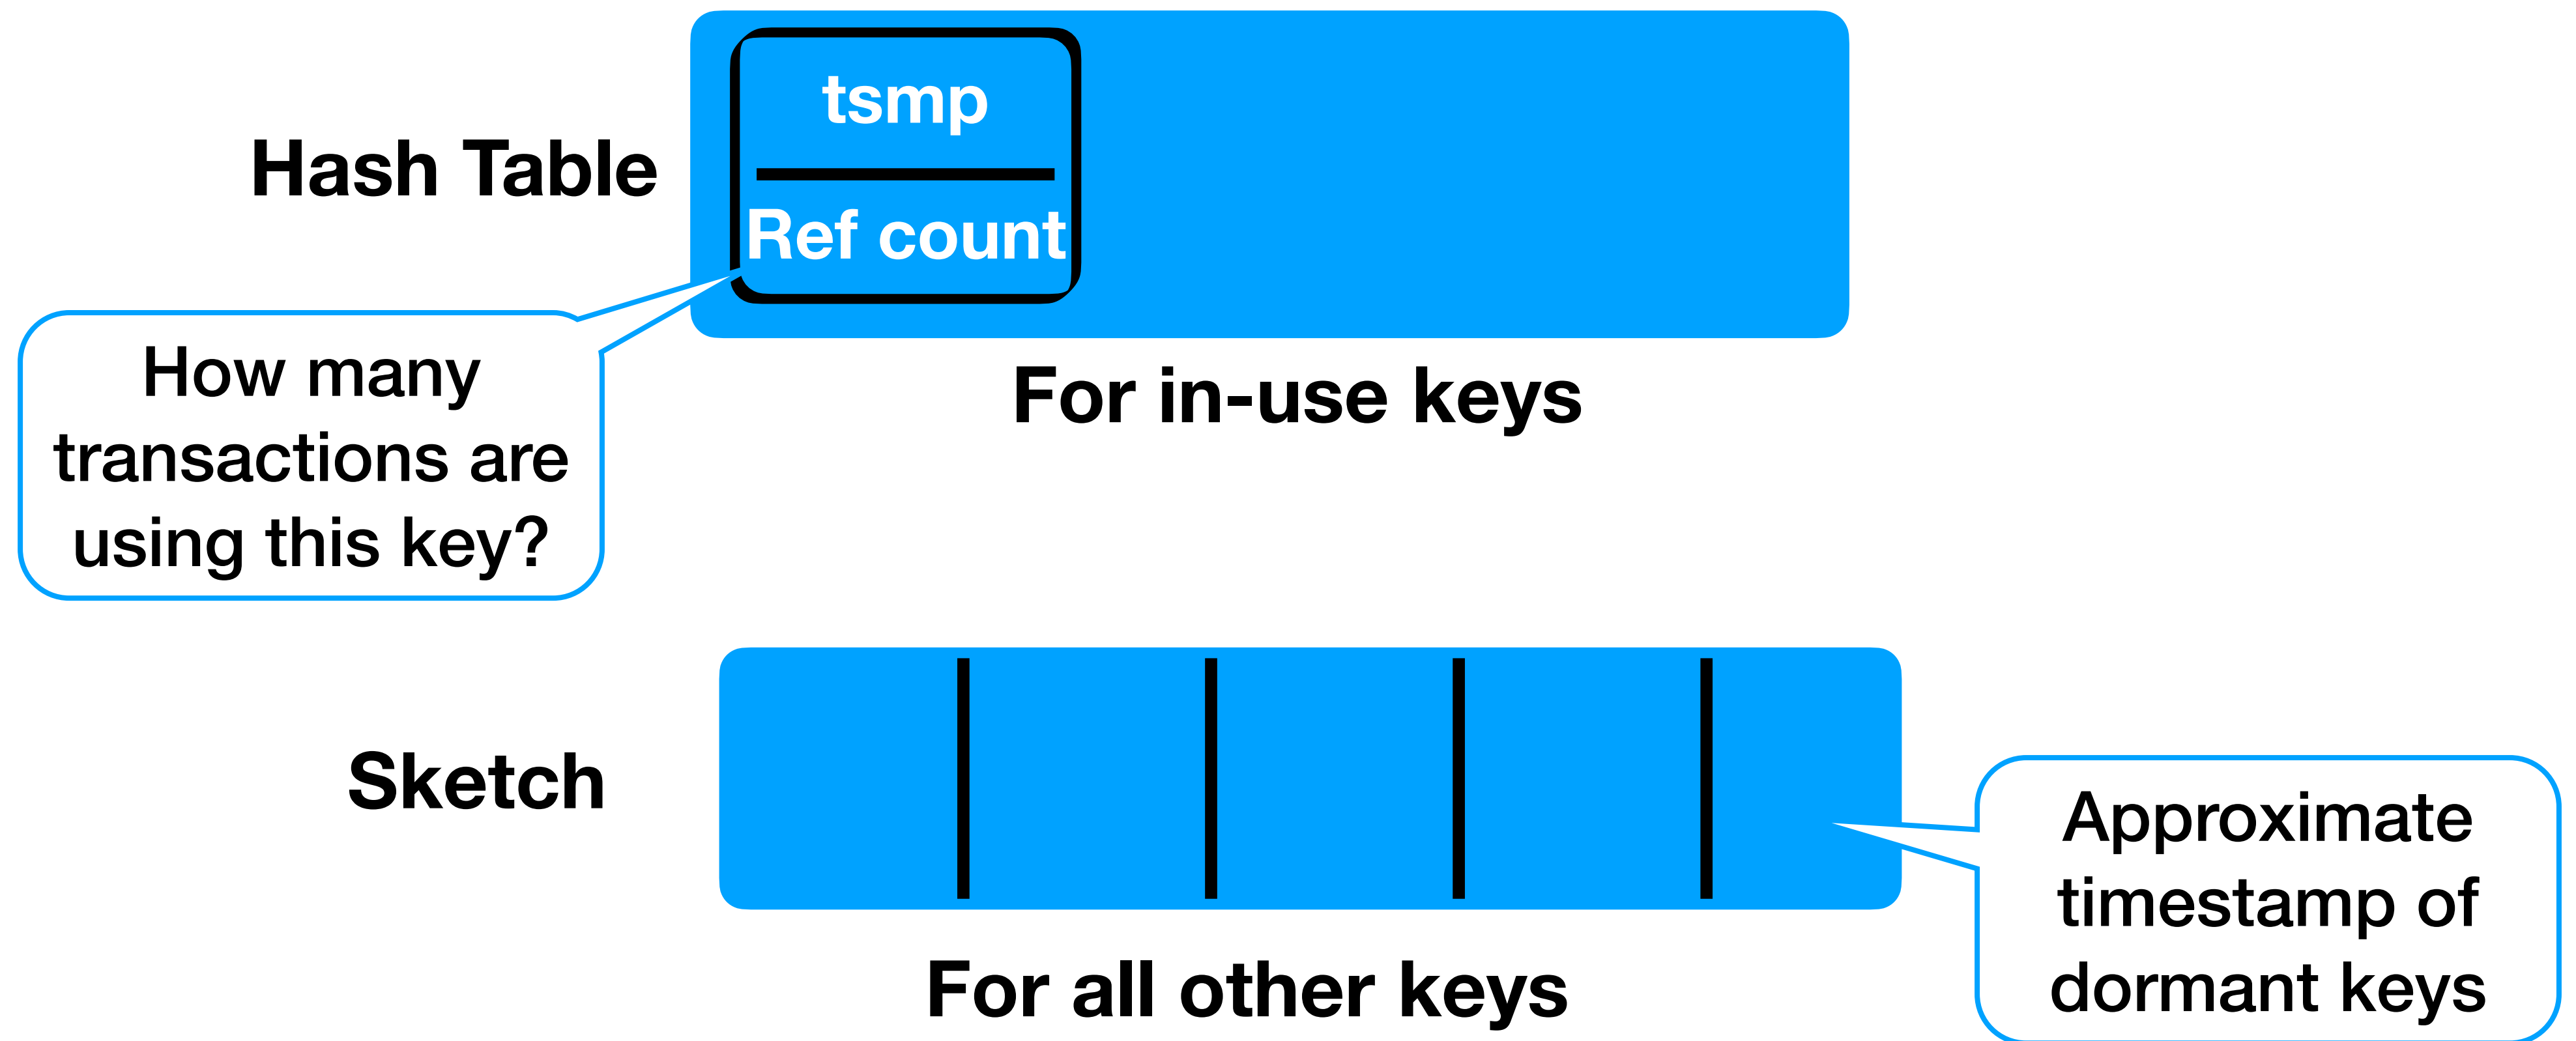 tsmp
Hash Table
Ref count
How many
transactions are
using this key?
For in-use keys
Sketch
Approximate
timestamp of
dormant keys
For all other keys